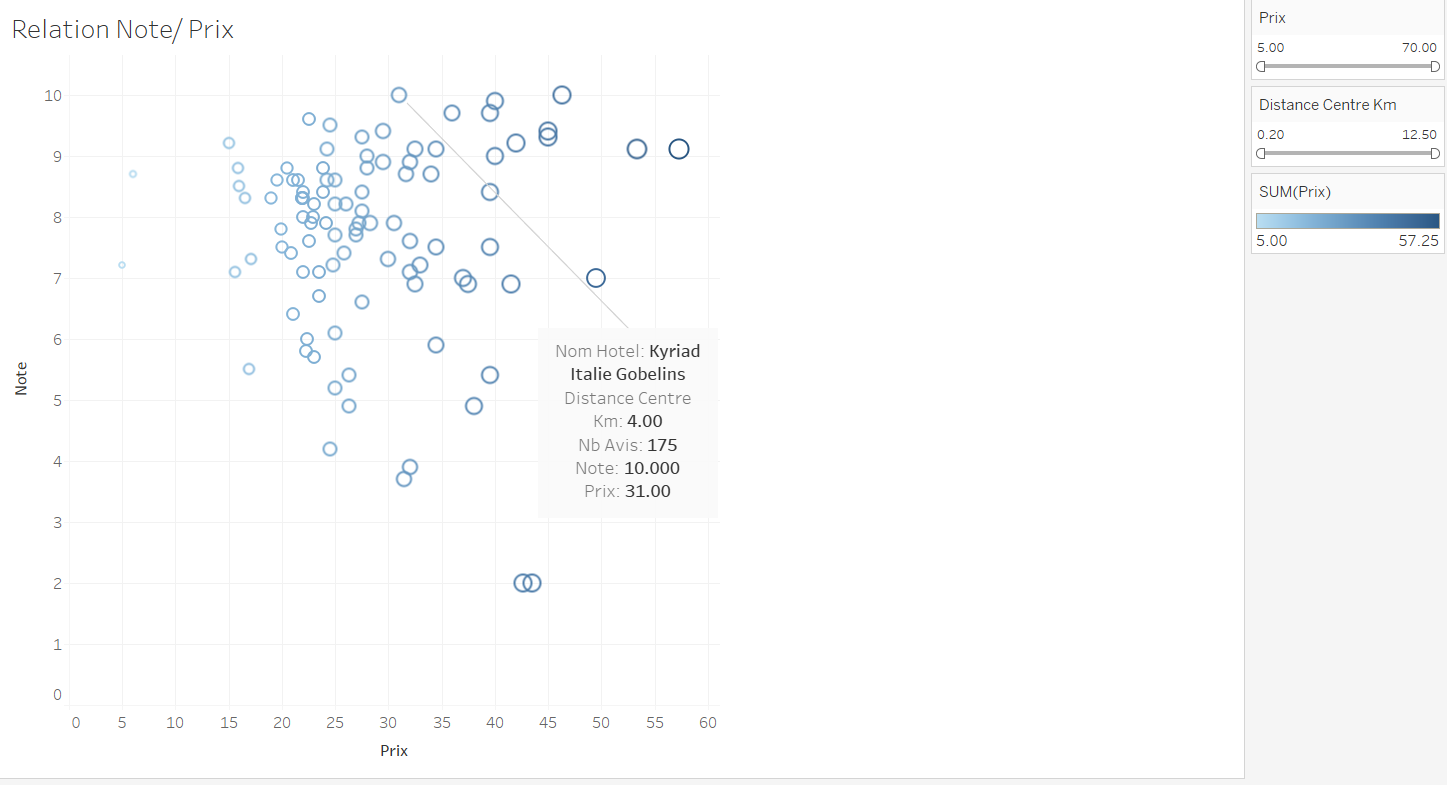 Relation Note/ Prix
10
9
8
7
6
5
4
3
2
1
0
Note
0 5 10 15 20 25 30 35 40 45 50 55 60
Prix
Nom Hotel: Kyriad
Italie Gobelins
Distance Centre
Km: 4.00
Nb Avis: 175
Note: 10.000
Prix: 31.00
Prix
5.00 70.00
Distance Centre Km
0.20 12.50
SUM(Prix)
5.00 57.25